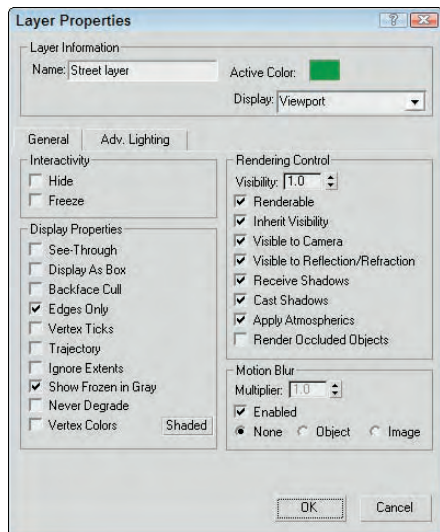 Layer Properties
Layer Information
Name: Street layer
Active Color:
Display: Viewport
General Adv. Lighting
Interactivity
Hide
Freeze
Display Properties
See-Through
Display As Box
Backface Cull
Edges Only
Vertex Ticks
Trajectory
Ignore Extents
Show Frozen in Gray
Never Degrade
Vertex Colors Shaded
Rendering Control
Visibility: 1.0
Renderable
Inherit Visibility
Visible to Camera
Visible to Reflection/Refraction
Receive Shadows
Cast Shadows
Apply Atmospherics
Render Occluded Objects
Motion Blur
Multiplier: 1.0
Enabled
None Object Image
OK Cancel